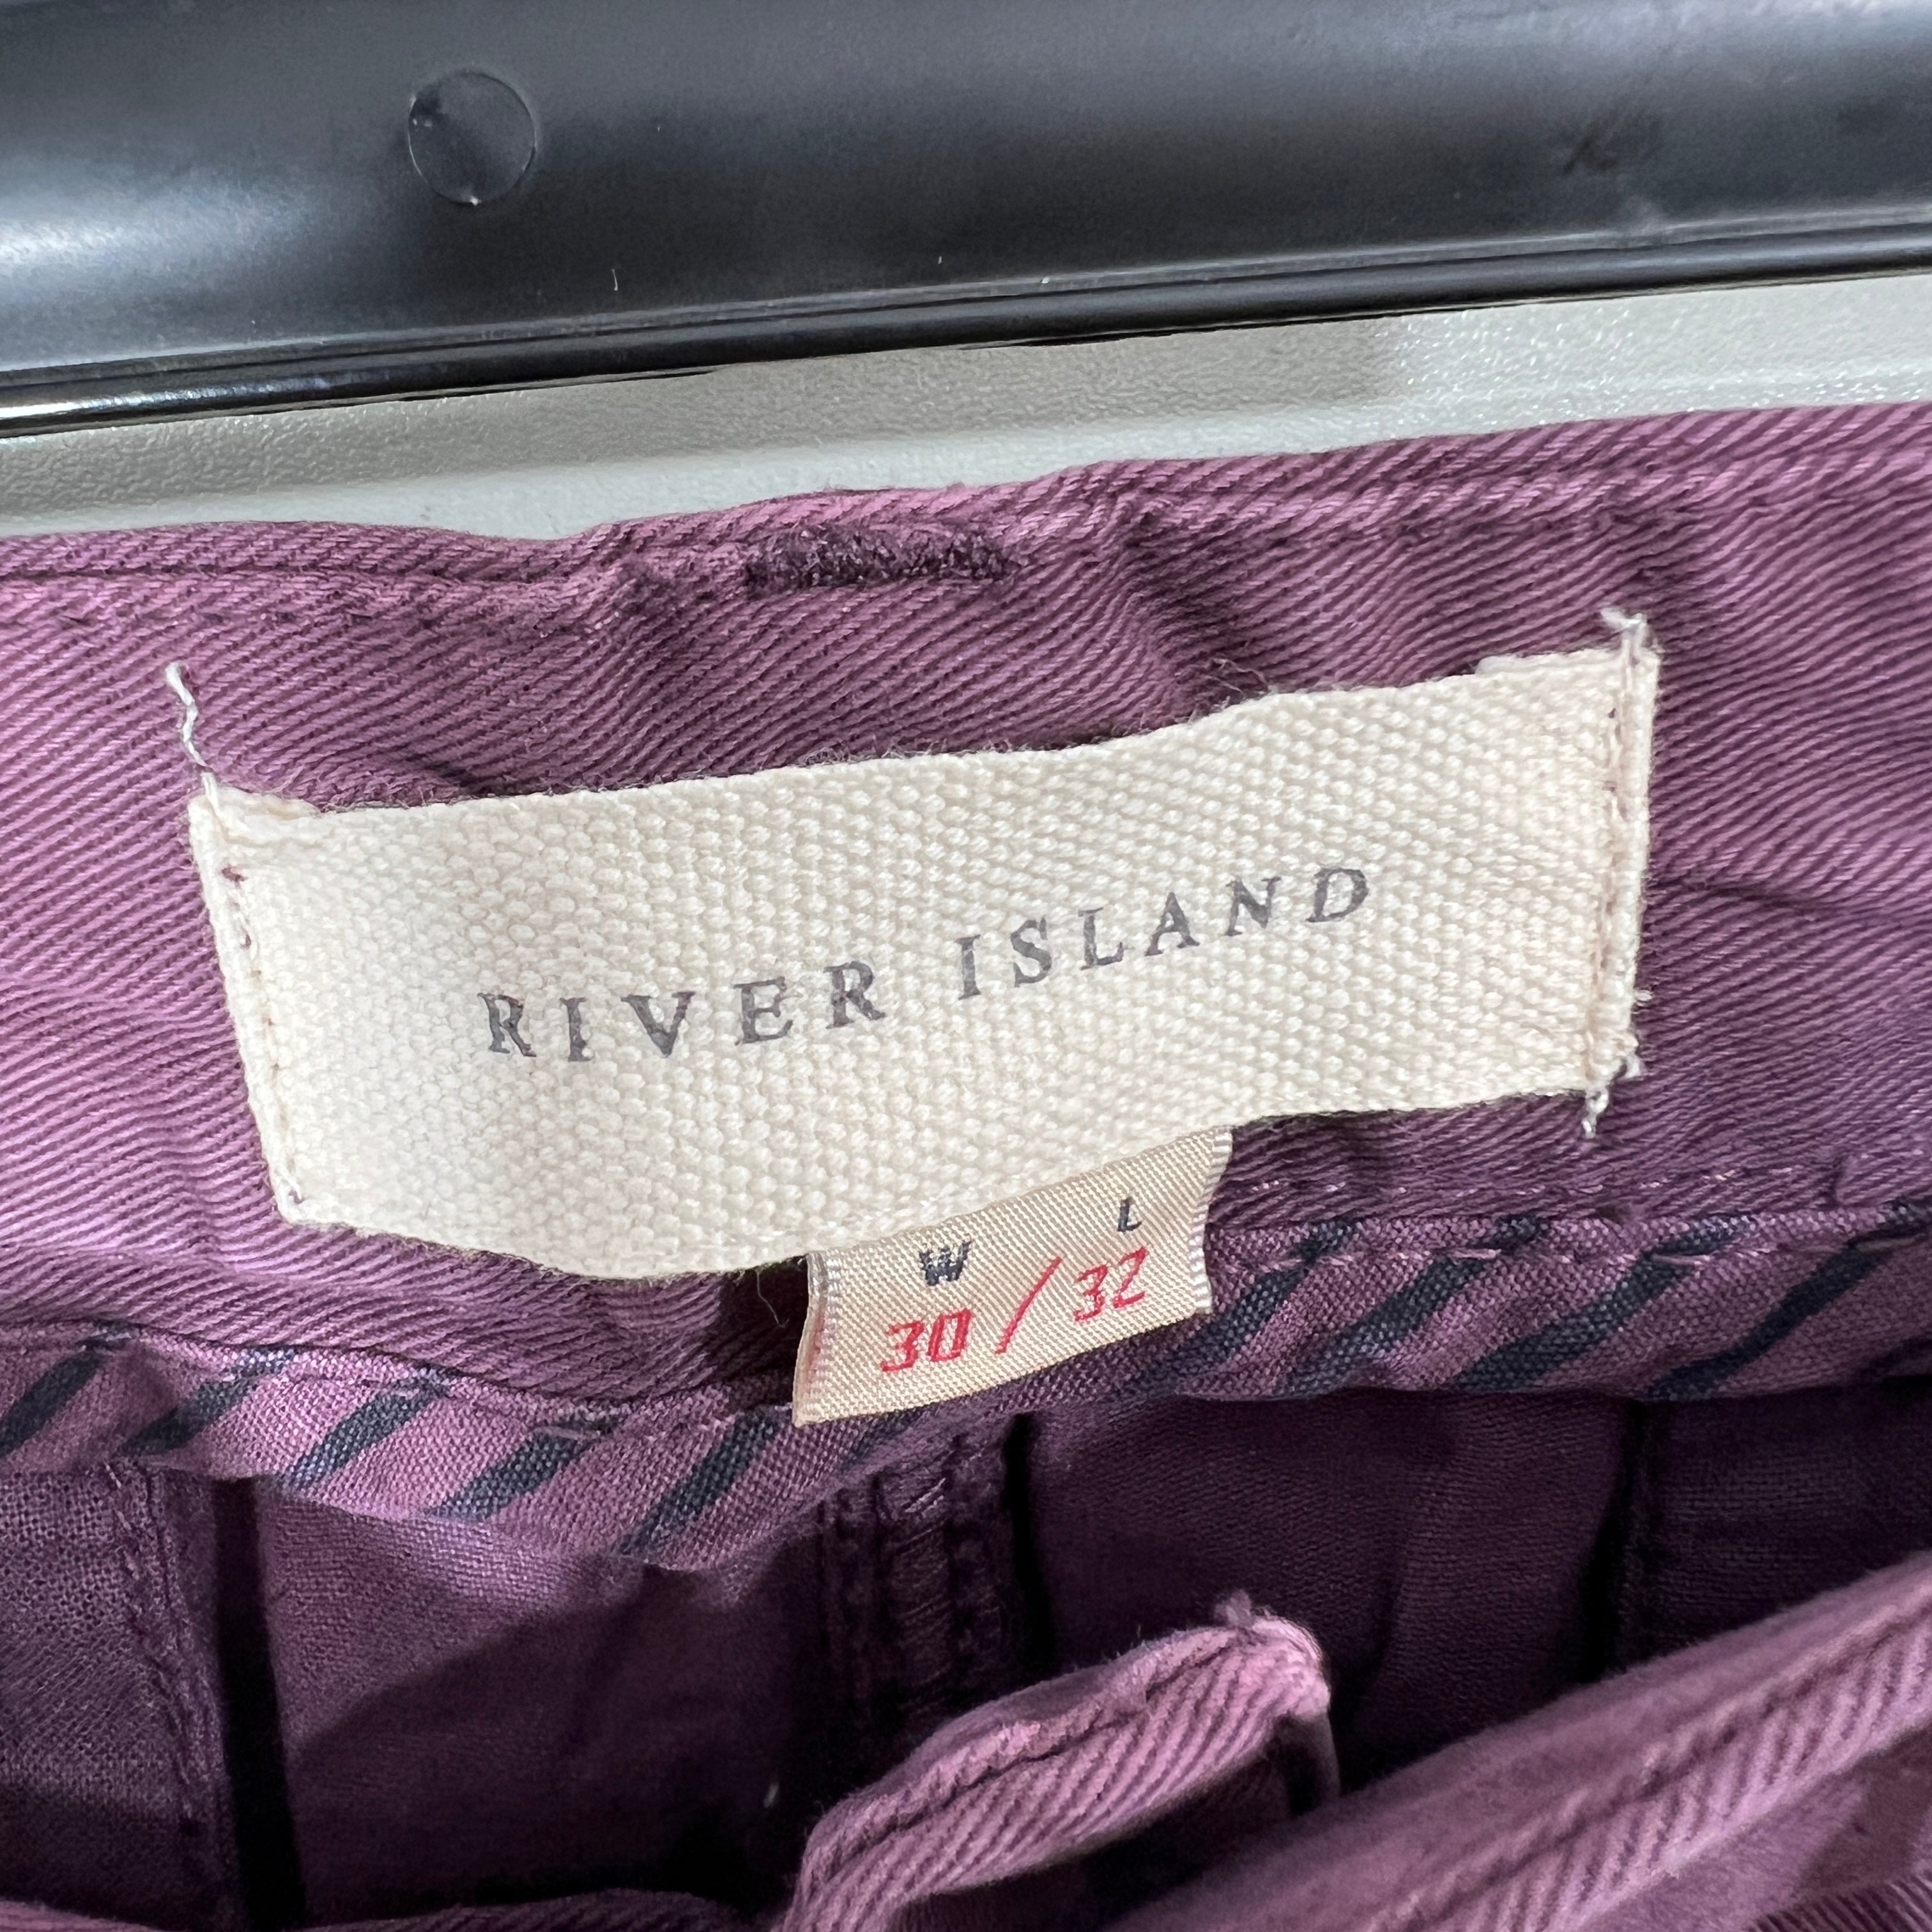 RIVER ISLAND
W L
30 / 32